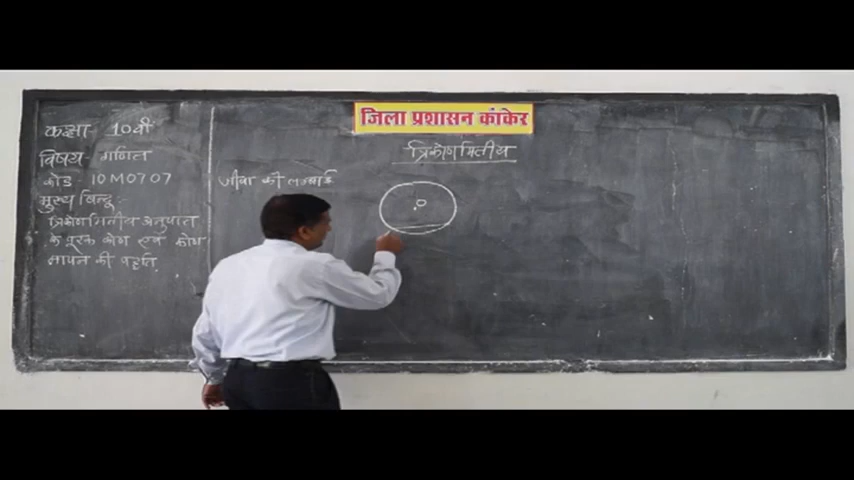 जिला प्रशासन कांकेर
कक्षा- 10वी
विषय- गणित
कोड- 10M0707
मुख्य बिन्दू:-
त्रिकोणमितीय अनुपात
के पूरक कोण एवं कोण
मापन की पद्धति
त्रिकोणमितीय
जीवा की लम्बाई
O